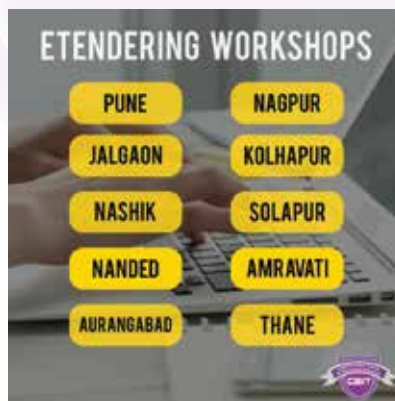 ETENDERING WORKSHOPS
PUNE NAGPUR
JALGAON KOLHAPUR
NASHIK SOLAPUR
NANDED AMRAVATI
AURANGABAD THANE